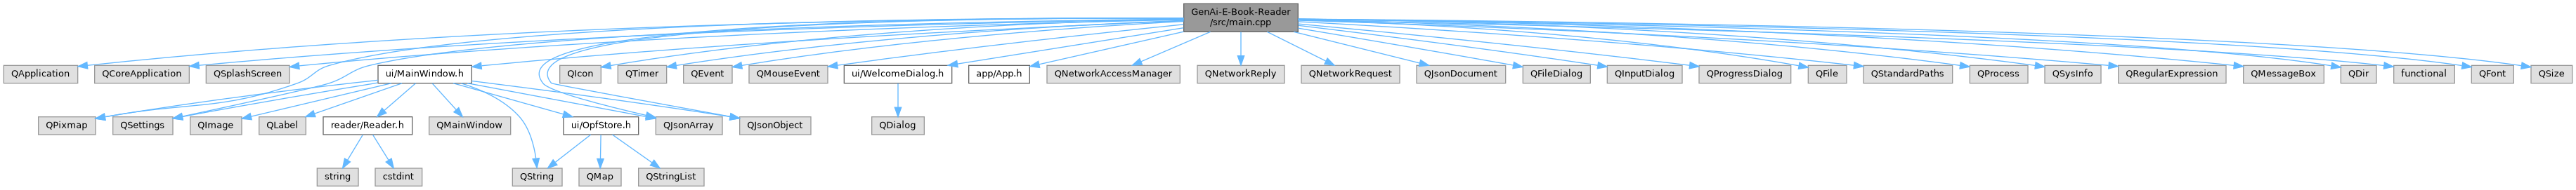 GenAi-E-Book-Reader
/src/main.cpp
QApplication
QCoreApplication
QSplashScreen
ui/MainWindow.h
QIcon
QTimer
QEvent
QMouseEvent
ui/WelcomeDialog.h
app/App.h
QNetworkAccessManager
QNetworkReply
QNetworkRequest
QJsonDocument
QFileDialog
QInputDialog
QProgressDialog
QFile
QStandardPaths
QProcess
QSysInfo
QRegularExpression
QMessageBox
QDir
functional
QFont
QSize
QPixmap
QSettings
QImage
QLabel
reader/Reader.h
QMainWindow
ui/OpfStore.h
QJsonArray
QJsonObject
QDialog
string
cstdint
QString
QMap
QStringList